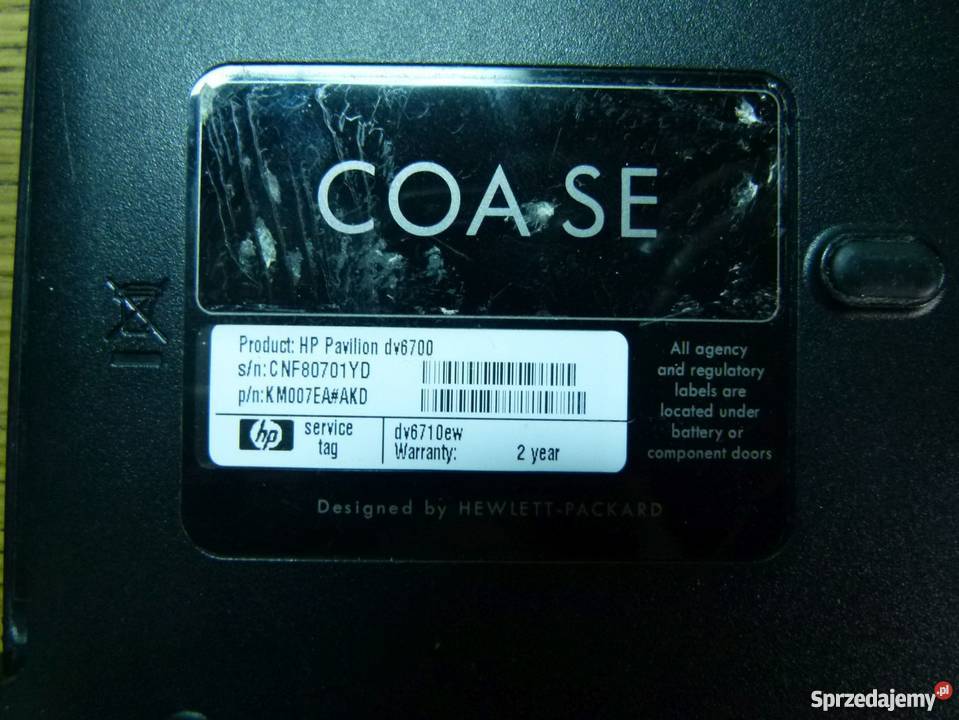 COA SE
Product: HP Pavilion dv6700
s/n:CNF80701YD
p/n:KM007EA#AKD
hp
service
tag
dv6710ew
Warranty: 2 year
All agency
and regulatory
labels are
located under
battery or
component doors
Designed by HEWLETT-PACKARD
Sprzedajemy.pl